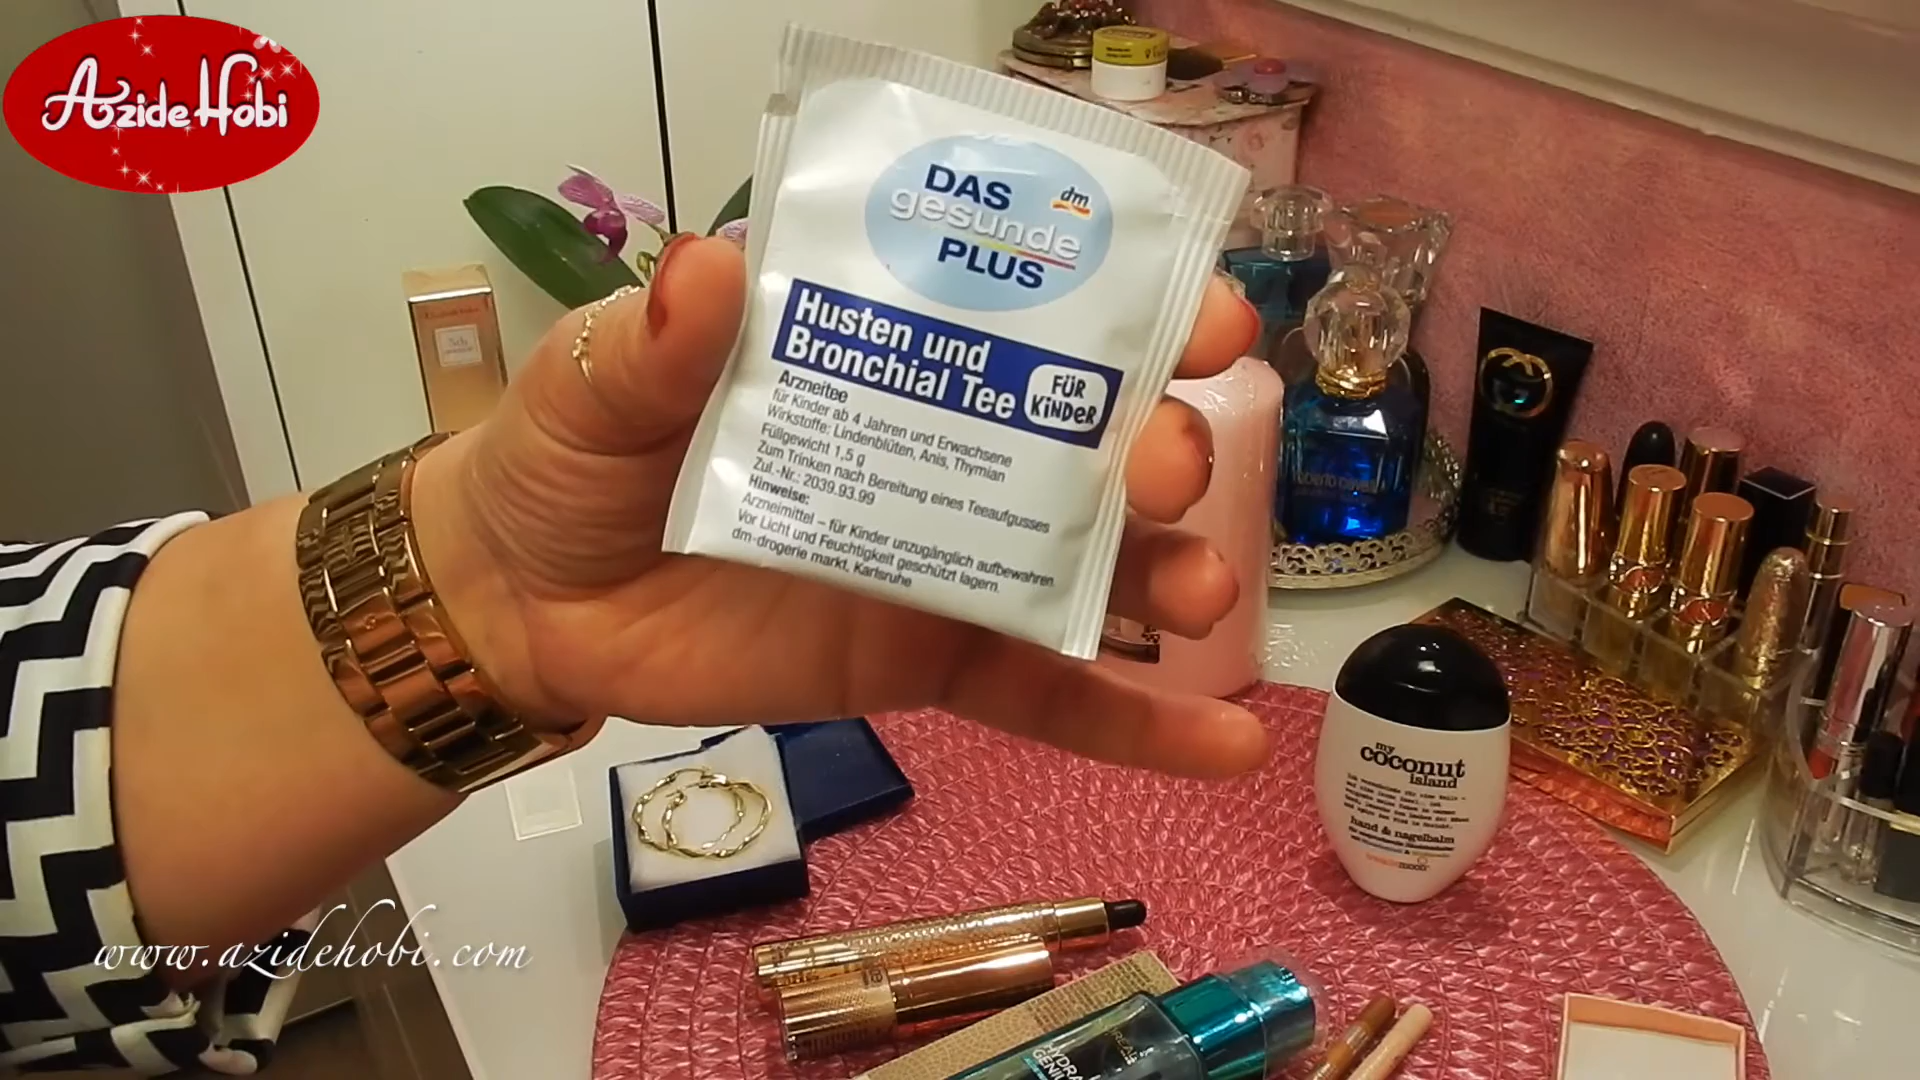 Azide Hobi
DAS
gesunde
PLUS
dm
Husten und
Bronchial Tee
FÜR
KiNDeR
Arzneitee
für Kinder ab 4 Jahren und Erwachsene
Wirkstoffe: Lindenblüten, Anis, Thymian
Füllgewicht 1,5 g
Zum Trinken nach Bereitung eines Teeaufgusses
Zul.-Nr.: 2039.93.99
Hinweise:
Arzneimittel – für Kinder unzugänglich aufbewahren.
Vor Licht und Feuchtigkeit geschützt lagern.
dm-drogerie markt, Karlsruhe
my
coconut
island
hand & nagelbalm
HYDRA
GENIUS
www.azidehobi.com